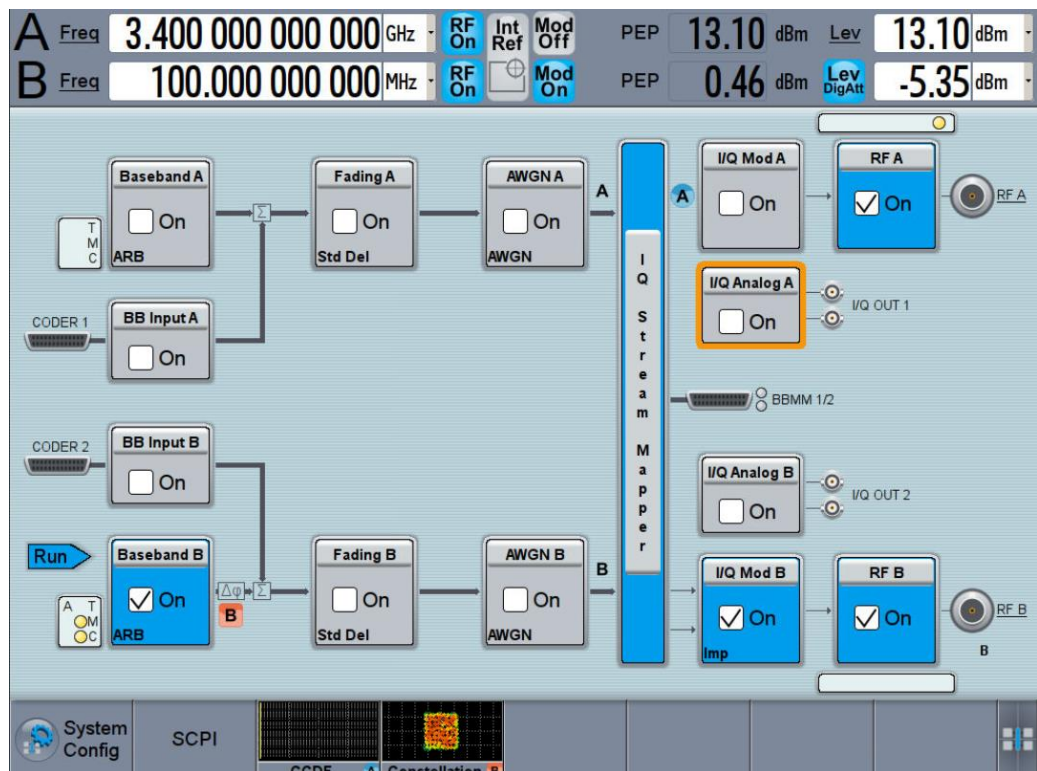 A Freq 3.400 000 000 000 GHz RF On Int Ref Mod Off PEP 13.10 dBm Lev 13.10 dBm
B Freq 100.000 000 000 MHz RF On Mod On PEP 0.46 dBm Lev DigAtt -5.35 dBm
Baseband A
On
ARB
T
M
C
Fading A
On
Std Del
AWGN A
On
AWGN
A
A
I/Q Mod A
On
RF A
On
RF A
CODER 1
BB Input A
On
I/Q Analog A
On
I/Q OUT 1
IQ Stream Mapper
BBMM 1/2
CODER 2
BB Input B
On
I/Q Analog B
On
I/Q OUT 2
Run
Baseband B
On
ARB
A T
M
C
Δφ
Σ
Σ
B
Fading B
On
Std Del
AWGN B
On
AWGN
B
I/Q Mod B
On
Imp
RF B
On
RF B
B
System Config
SCPI
CCDF A
Constellation B